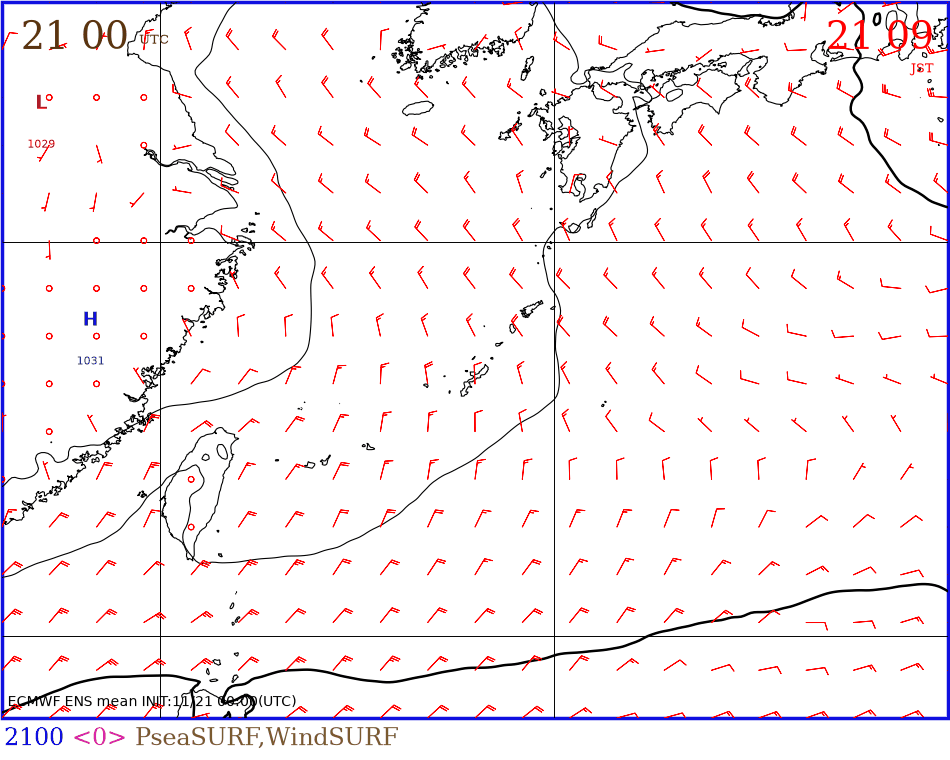 21 00 UTC
21 09 JST
L
1029
H
1031
ECMWF ENS mean INIT:11/21 00:00(UTC)
2100 <0> PseaSURF,WindSURF